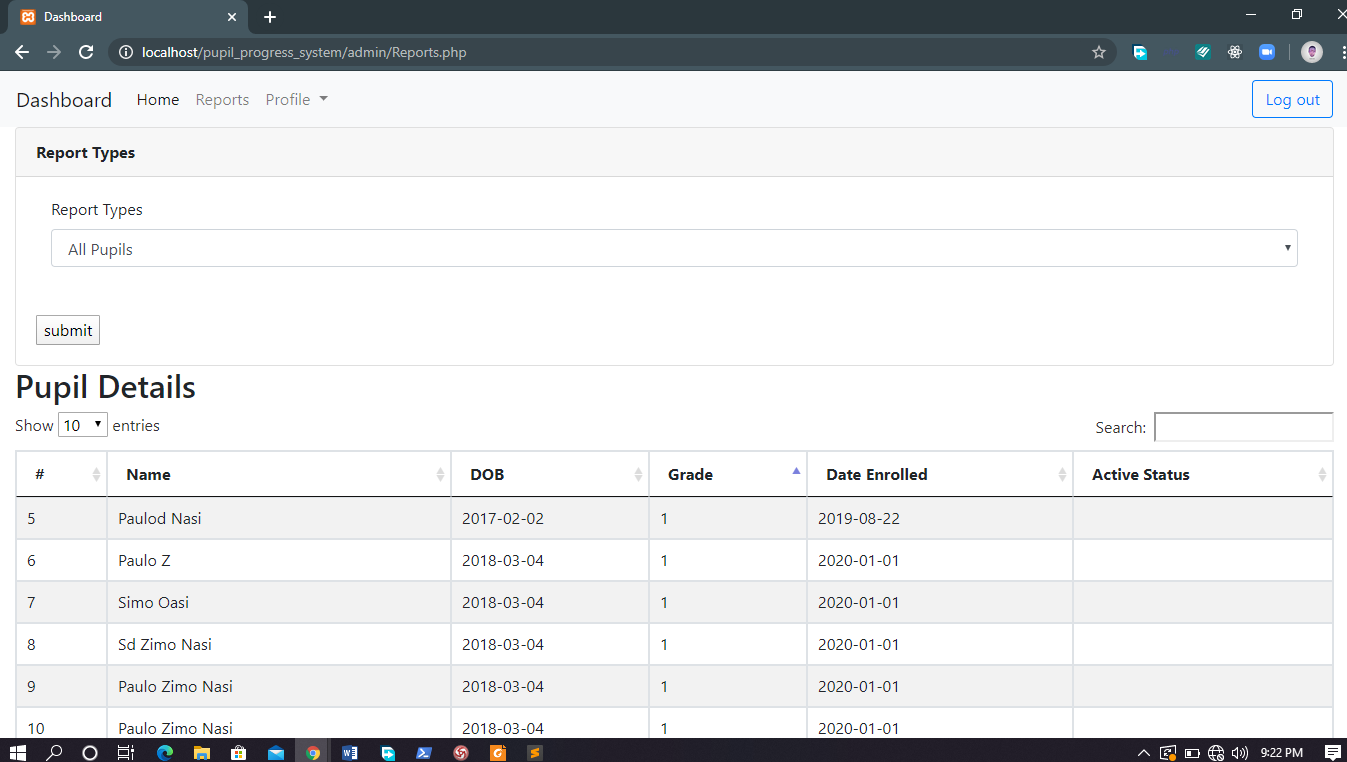 Dashboard
localhost/pupil_progress_system/admin/Reports.php
Dashboard Home Reports Profile Log out
Report Types
Report Types
All Pupils
submit
Pupil Details
Show 10 entries Search:
# Name DOB Grade Date Enrolled Active Status
5 Paulod Nasi 2017-02-02 1 2019-08-22
6 Paulo Z 2018-03-04 1 2020-01-01
7 Simo Oasi 2018-03-04 1 2020-01-01
8 Sd Zimo Nasi 2018-03-04 1 2020-01-01
9 Paulo Zimo Nasi 2018-03-04 1 2020-01-01
10 Paulo Zimo Nasi 2018-03-04 1 2020-01-01
9:22 PM